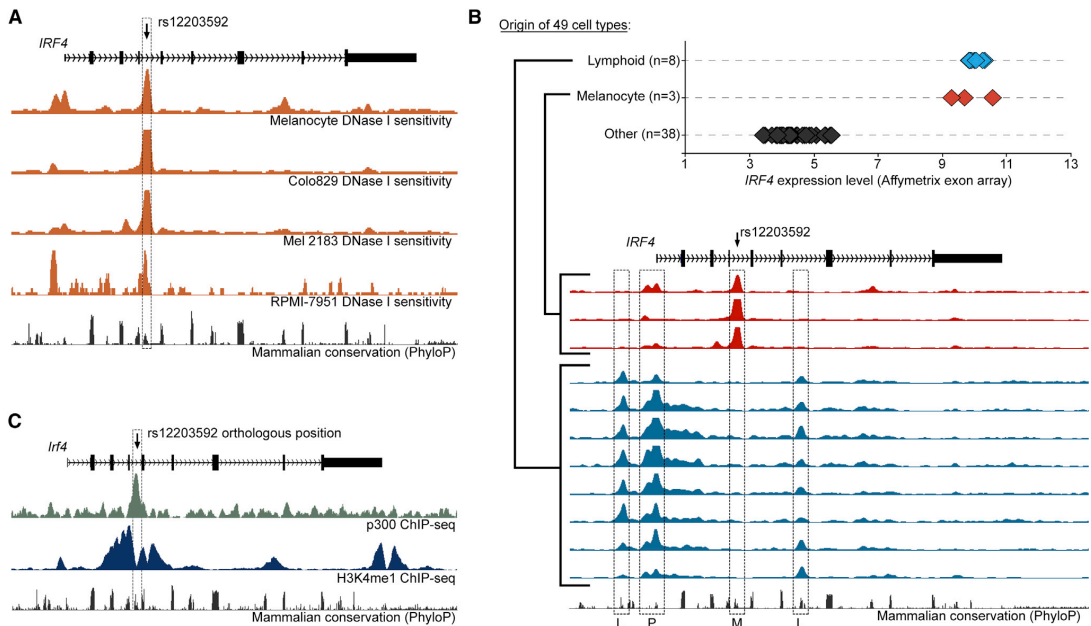 A
rs12203592
IRF4
Melanocyte DNase I sensitivity
Colo829 DNase I sensitivity
Mel 2183 DNase I sensitivity
RPMI-7951 DNase I sensitivity
Mammalian conservation (PhyloP)
B
Origin of 49 cell types:
Lymphoid (n=8)
Melanocyte (n=3)
Other (n=38)
1 3 5 7 9 11 13
IRF4 expression level (Affymetrix exon array)
rs12203592
IRF4
Mammalian conservation (PhyloP)
L P M L
C
Irf4
rs12203592 orthologous position
p300 ChIP-seq
H3K4me1 ChIP-seq
Mammalian conservation (PhyloP)